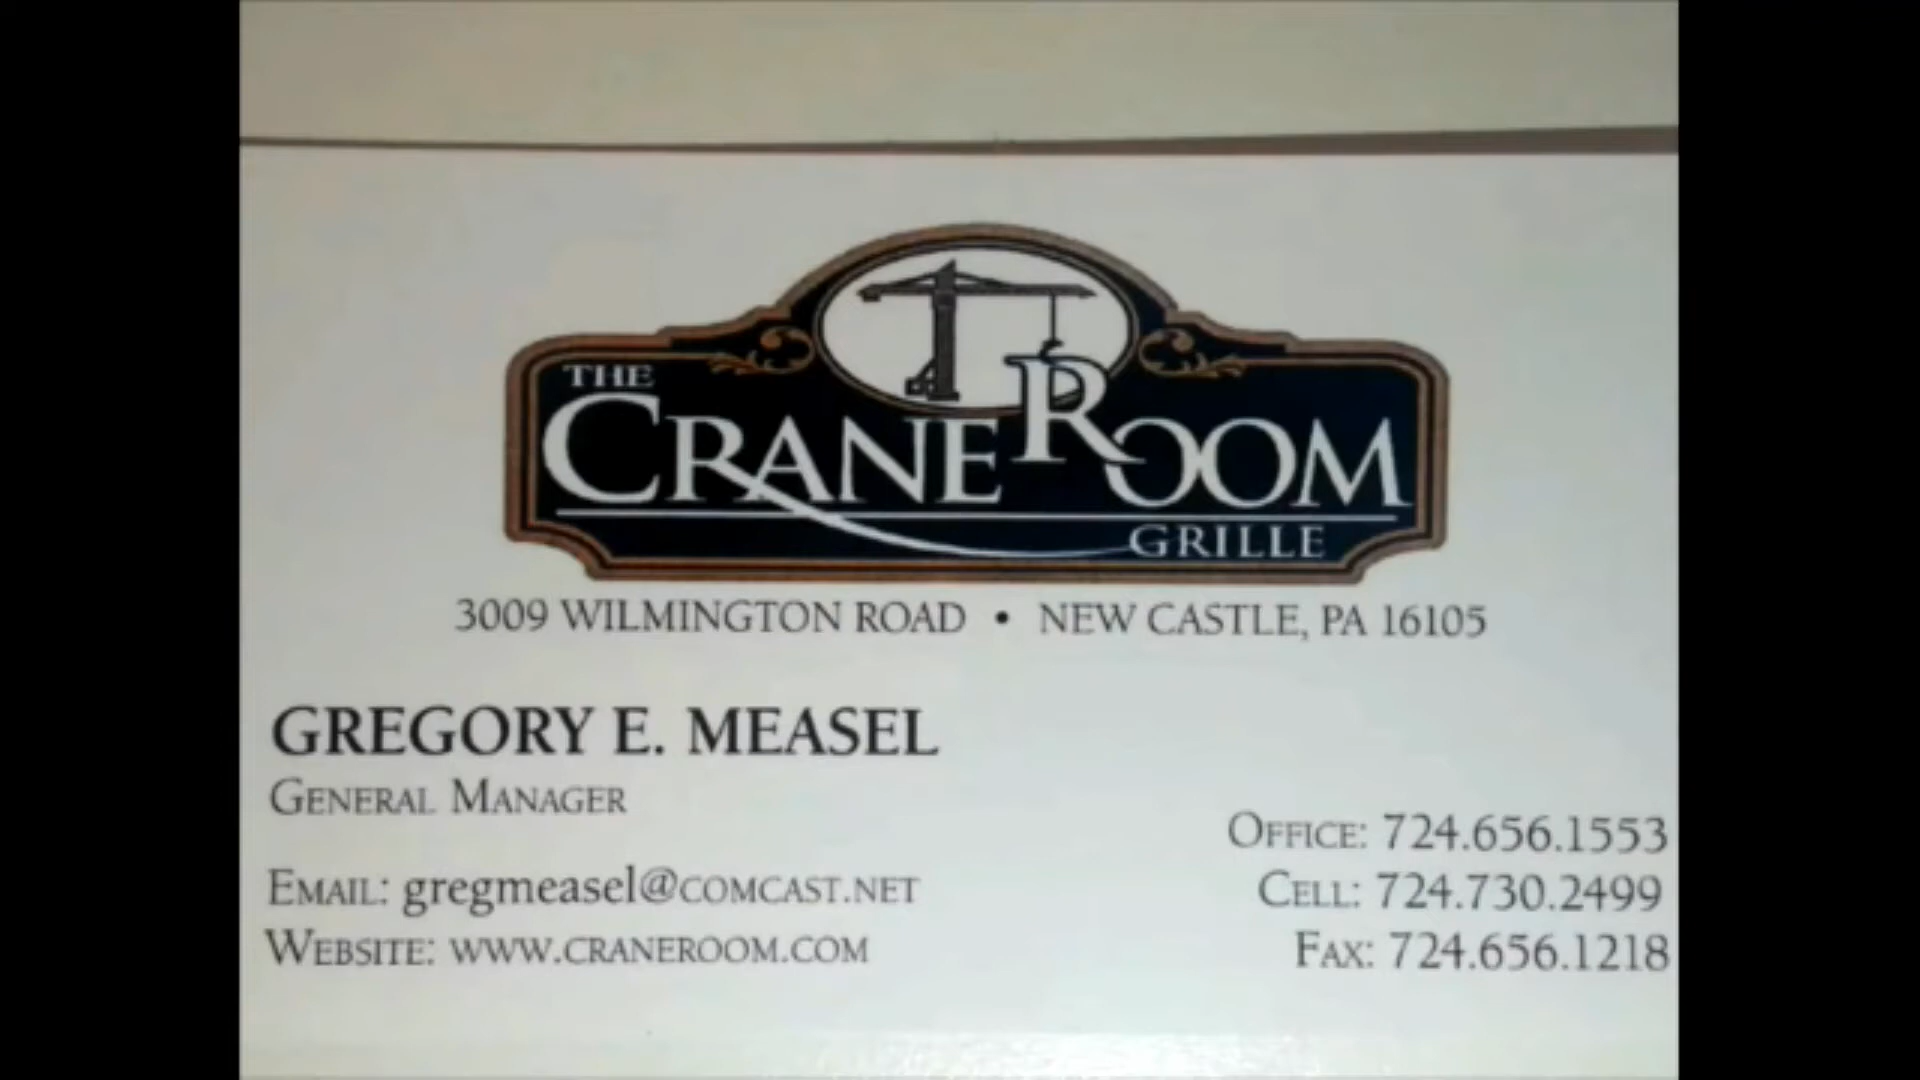 THE
CRANE ROOM
GRILLE
3009 WILMINGTON ROAD • NEW CASTLE, PA 16105
GREGORY E. MEASEL
GENERAL MANAGER
OFFICE: 724.656.1553
EMAIL: gregmeasel@COMCAST.NET
CELL: 724.730.2499
WEBSITE: WWW.CRANEROOM.COM
FAX: 724.656.1218